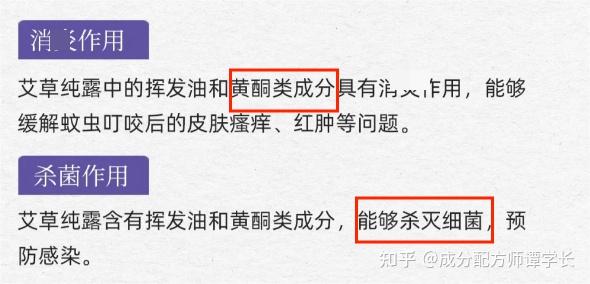 消炎作用
艾草纯露中的挥发油和黄酮类成分具有消炎作用，能够
缓解蚊虫叮咬后的皮肤瘙痒、红肿等问题。
杀菌作用
艾草纯露含有挥发油和黄酮类成分，能够杀灭细菌，预
防感染。
知乎 @成分配方师谭学长